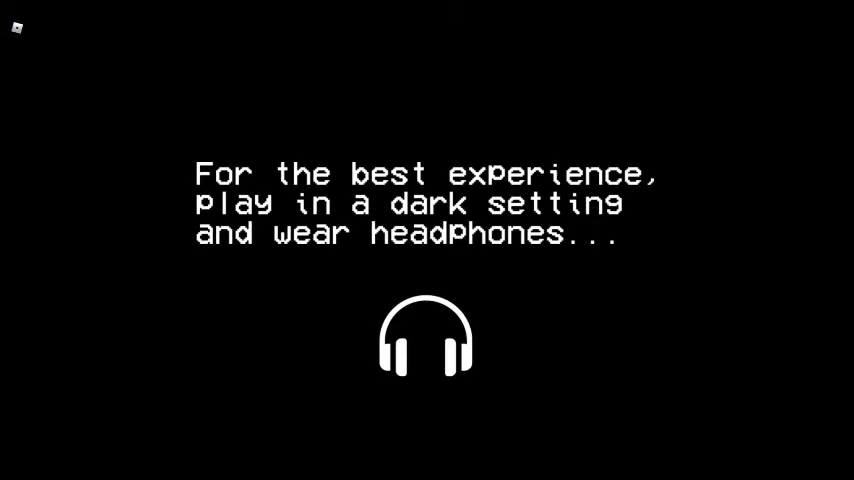 For the best experience,
play in a dark setting
and wear headphones...